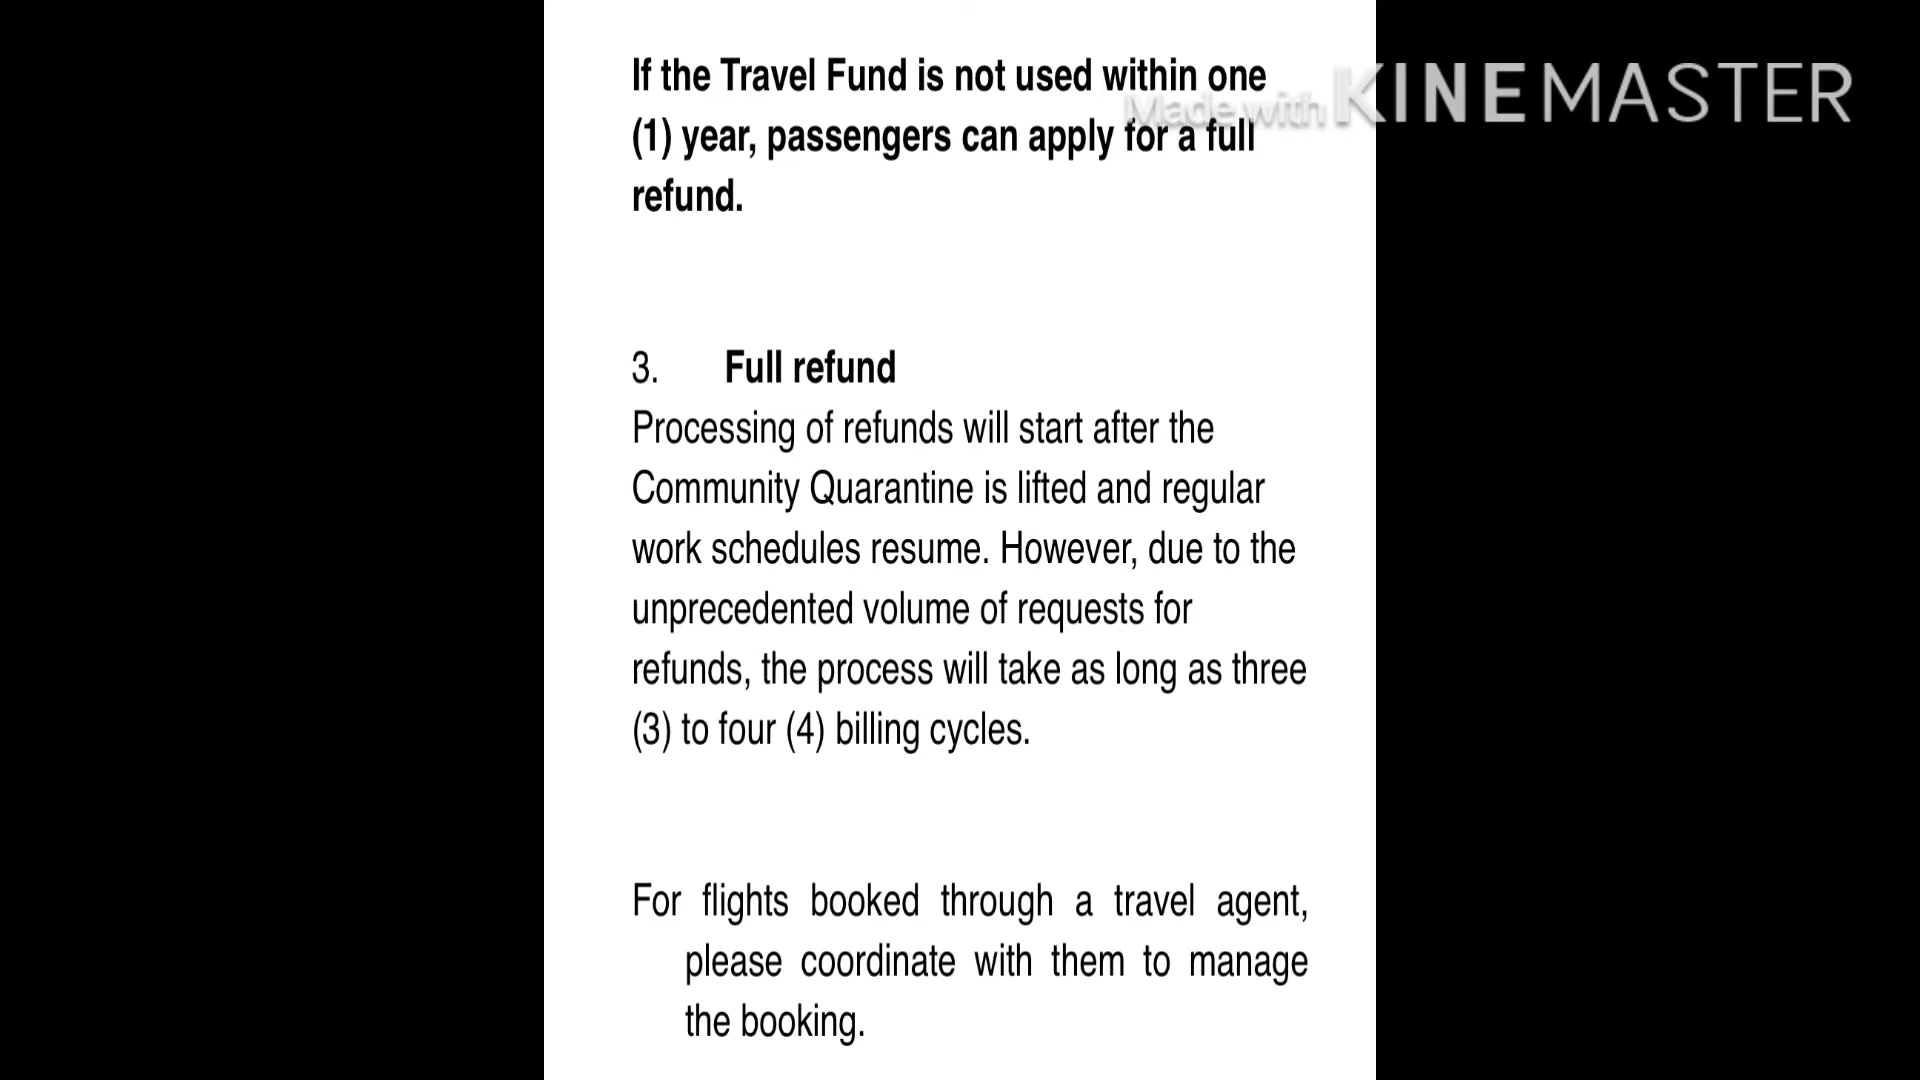 If the Travel Fund is not used within one
(1) year, passengers can apply for a full
refund.
Made with KINEMASTER
3. Full refund
Processing of refunds will start after the
Community Quarantine is lifted and regular
work schedules resume. However, due to the
unprecedented volume of requests for
refunds, the process will take as long as three
(3) to four (4) billing cycles.
For flights booked through a travel agent,
please coordinate with them to manage
the booking.